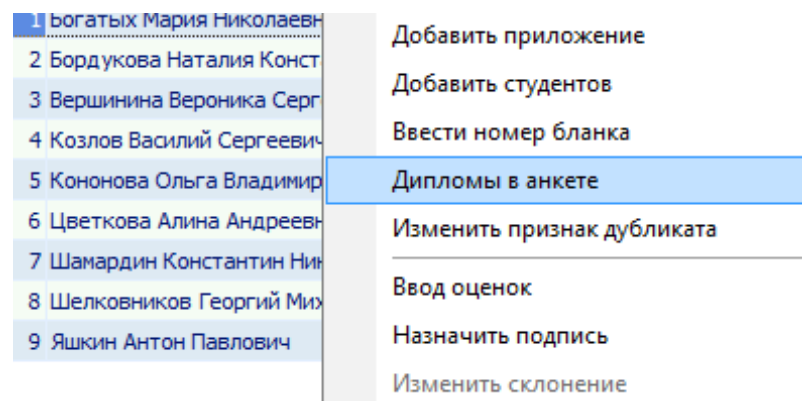 1 Богатых Мария Николаевн
2 Бордукова Наталия Конст
3 Вершинина Вероника Серг
4 Козлов Василий Сергеевич
5 Кононова Ольга Владимир
6 Цветкова Алина Андреевн
7 Шамардин Константин Ник
8 Шелковников Георгий Мих
9 Яшкин Антон Павлович
Добавить приложение
Добавить студентов
Ввести номер бланка
Дипломы в анкете
Изменить признак дубликата
Ввод оценок
Назначить подпись
Изменить склонение